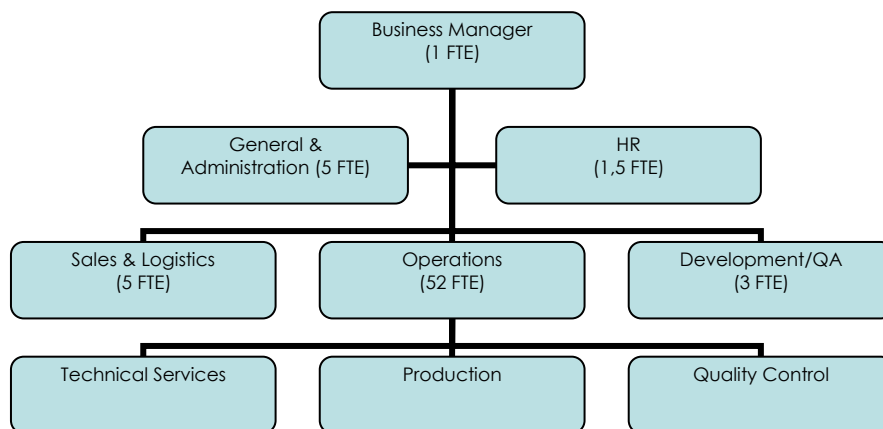 Business Manager
(1 FTE)
General &
Administration (5 FTE)
HR
(1,5 FTE)
Sales & Logistics
(5 FTE)
Operations
(52 FTE)
Development/QA
(3 FTE)
Technical Services
Production
Quality Control